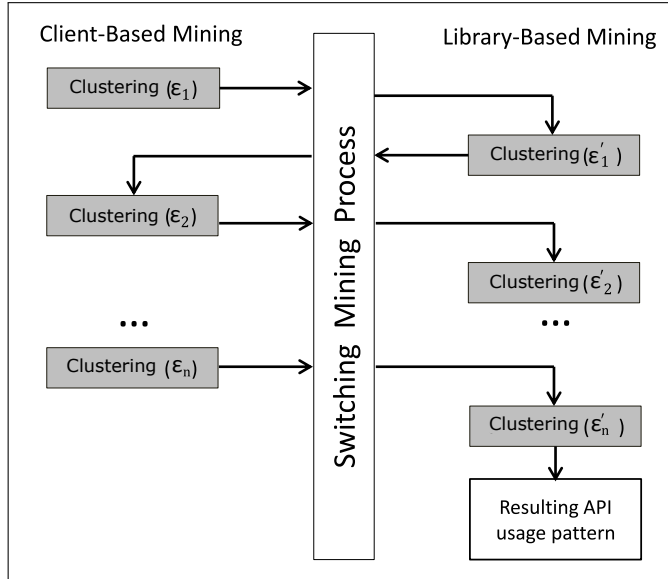 Client-Based Mining
Library-Based Mining
Clustering (ε₁)
Clustering (ε′₁)
Clustering (ε₂)
Clustering (ε′₂)
...
...
Clustering (εₙ)
Clustering (ε′ₙ)
Switching Mining Process
Resulting API
usage pattern